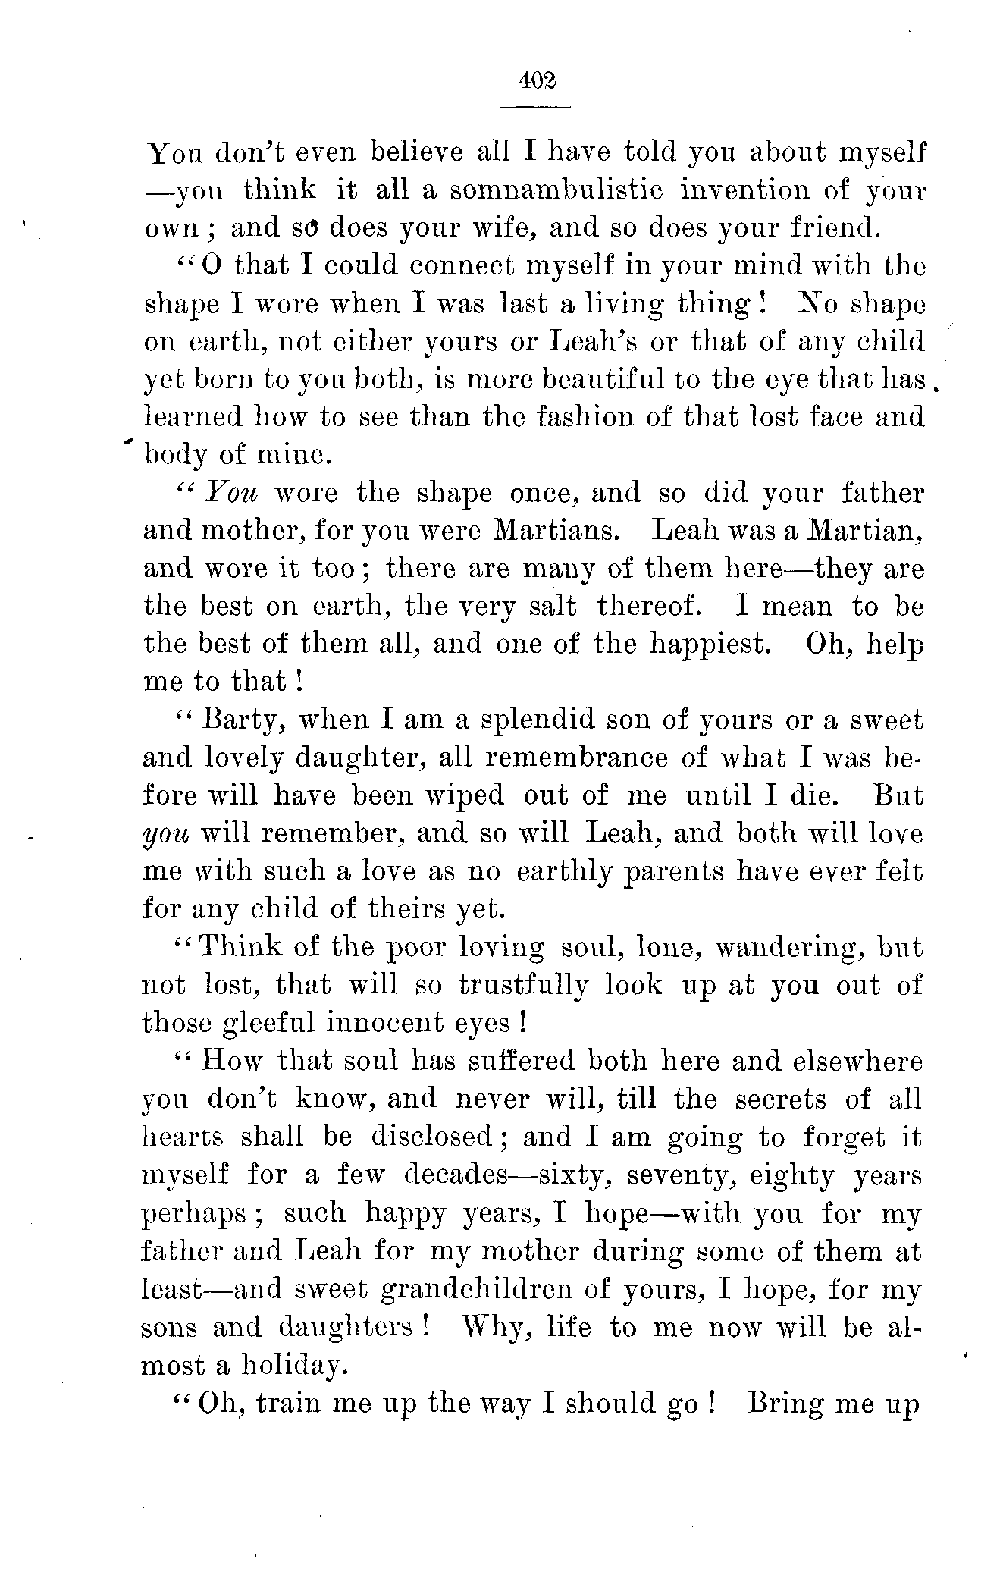 402
You don't even believe all I have told you about myself
—you think it all a somnambulistic invention of your
own; and so does your wife, and so does your friend.
"O that I could connect myself in your mind with the
shape I wore when I was last a living thing! No shape
on earth, not either yours or Leah's or that of any child
yet born to you both, is more beautiful to the eye that has
learned how to see than the fashion of that lost face and
body of mine.
"You wore the shape once, and so did your father
and mother, for you were Martians. Leah was a Martian,
and wore it too; there are many of them here—they are
the best on earth, the very salt thereof. I mean to be
the best of them all, and one of the happiest. Oh, help
me to that!
"Barty, when I am a splendid son of yours or a sweet
and lovely daughter, all remembrance of what I was be-
fore will have been wiped out of me until I die. But
you will remember, and so will Leah, and both will love
me with such a love as no earthly parents have ever felt
for any child of theirs yet.
"Think of the poor loving soul, lone, wandering, but
not lost, that will so trustfully look up at you out of
those gleeful innocent eyes!
"How that soul has suffered both here and elsewhere
you don't know, and never will, till the secrets of all
hearts shall be disclosed; and I am going to forget it
myself for a few decades—sixty, seventy, eighty years
perhaps; such happy years, I hope—with you for my
father and Leah for my mother during some of them at
least—and sweet grandchildren of yours, I hope, for my
sons and daughters! Why, life to me now will be al-
most a holiday.
"Oh, train me up the way I should go! Bring me up